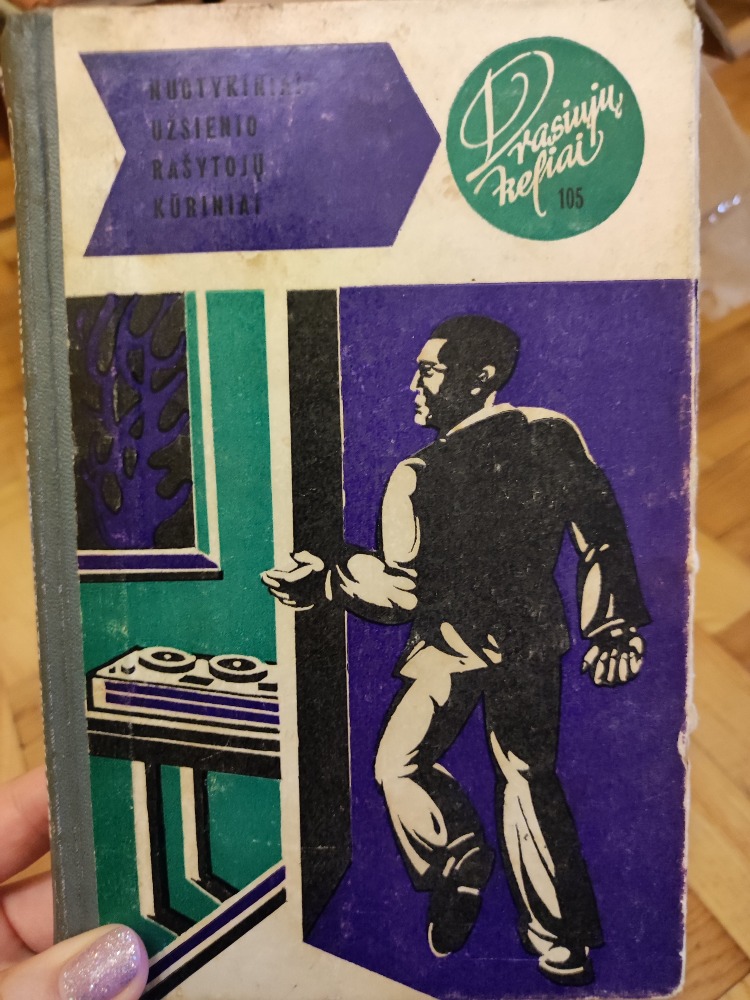 NUOTYKINIAI
UŽSIENIO
RAŠYTOJŲ
KŪRINIAI
Drąsiųjų
keliai
105